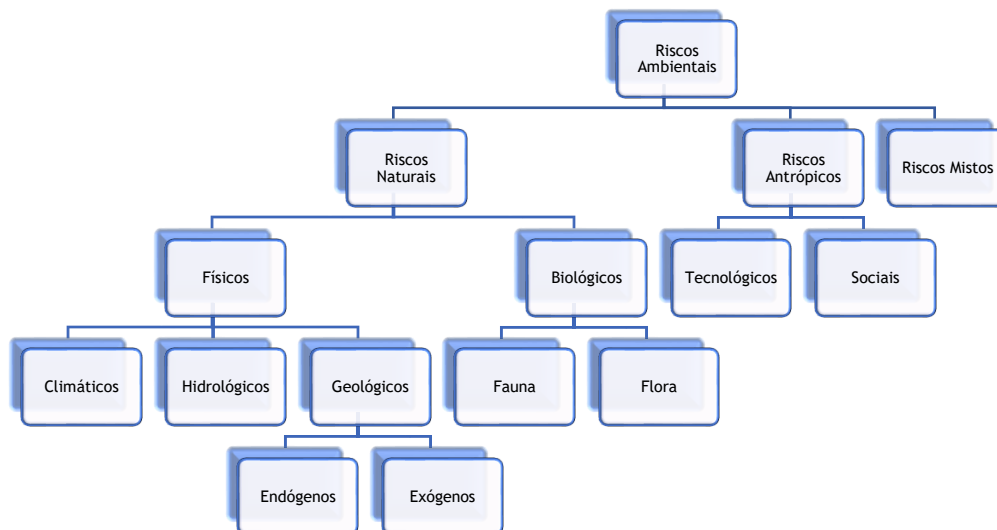 Riscos
Ambientais
Riscos
Naturais
Riscos
Antrópicos
Riscos Mistos
Físicos
Biológicos
Tecnológicos
Sociais
Climáticos
Hidrológicos
Geológicos
Fauna
Flora
Endógenos
Exógenos